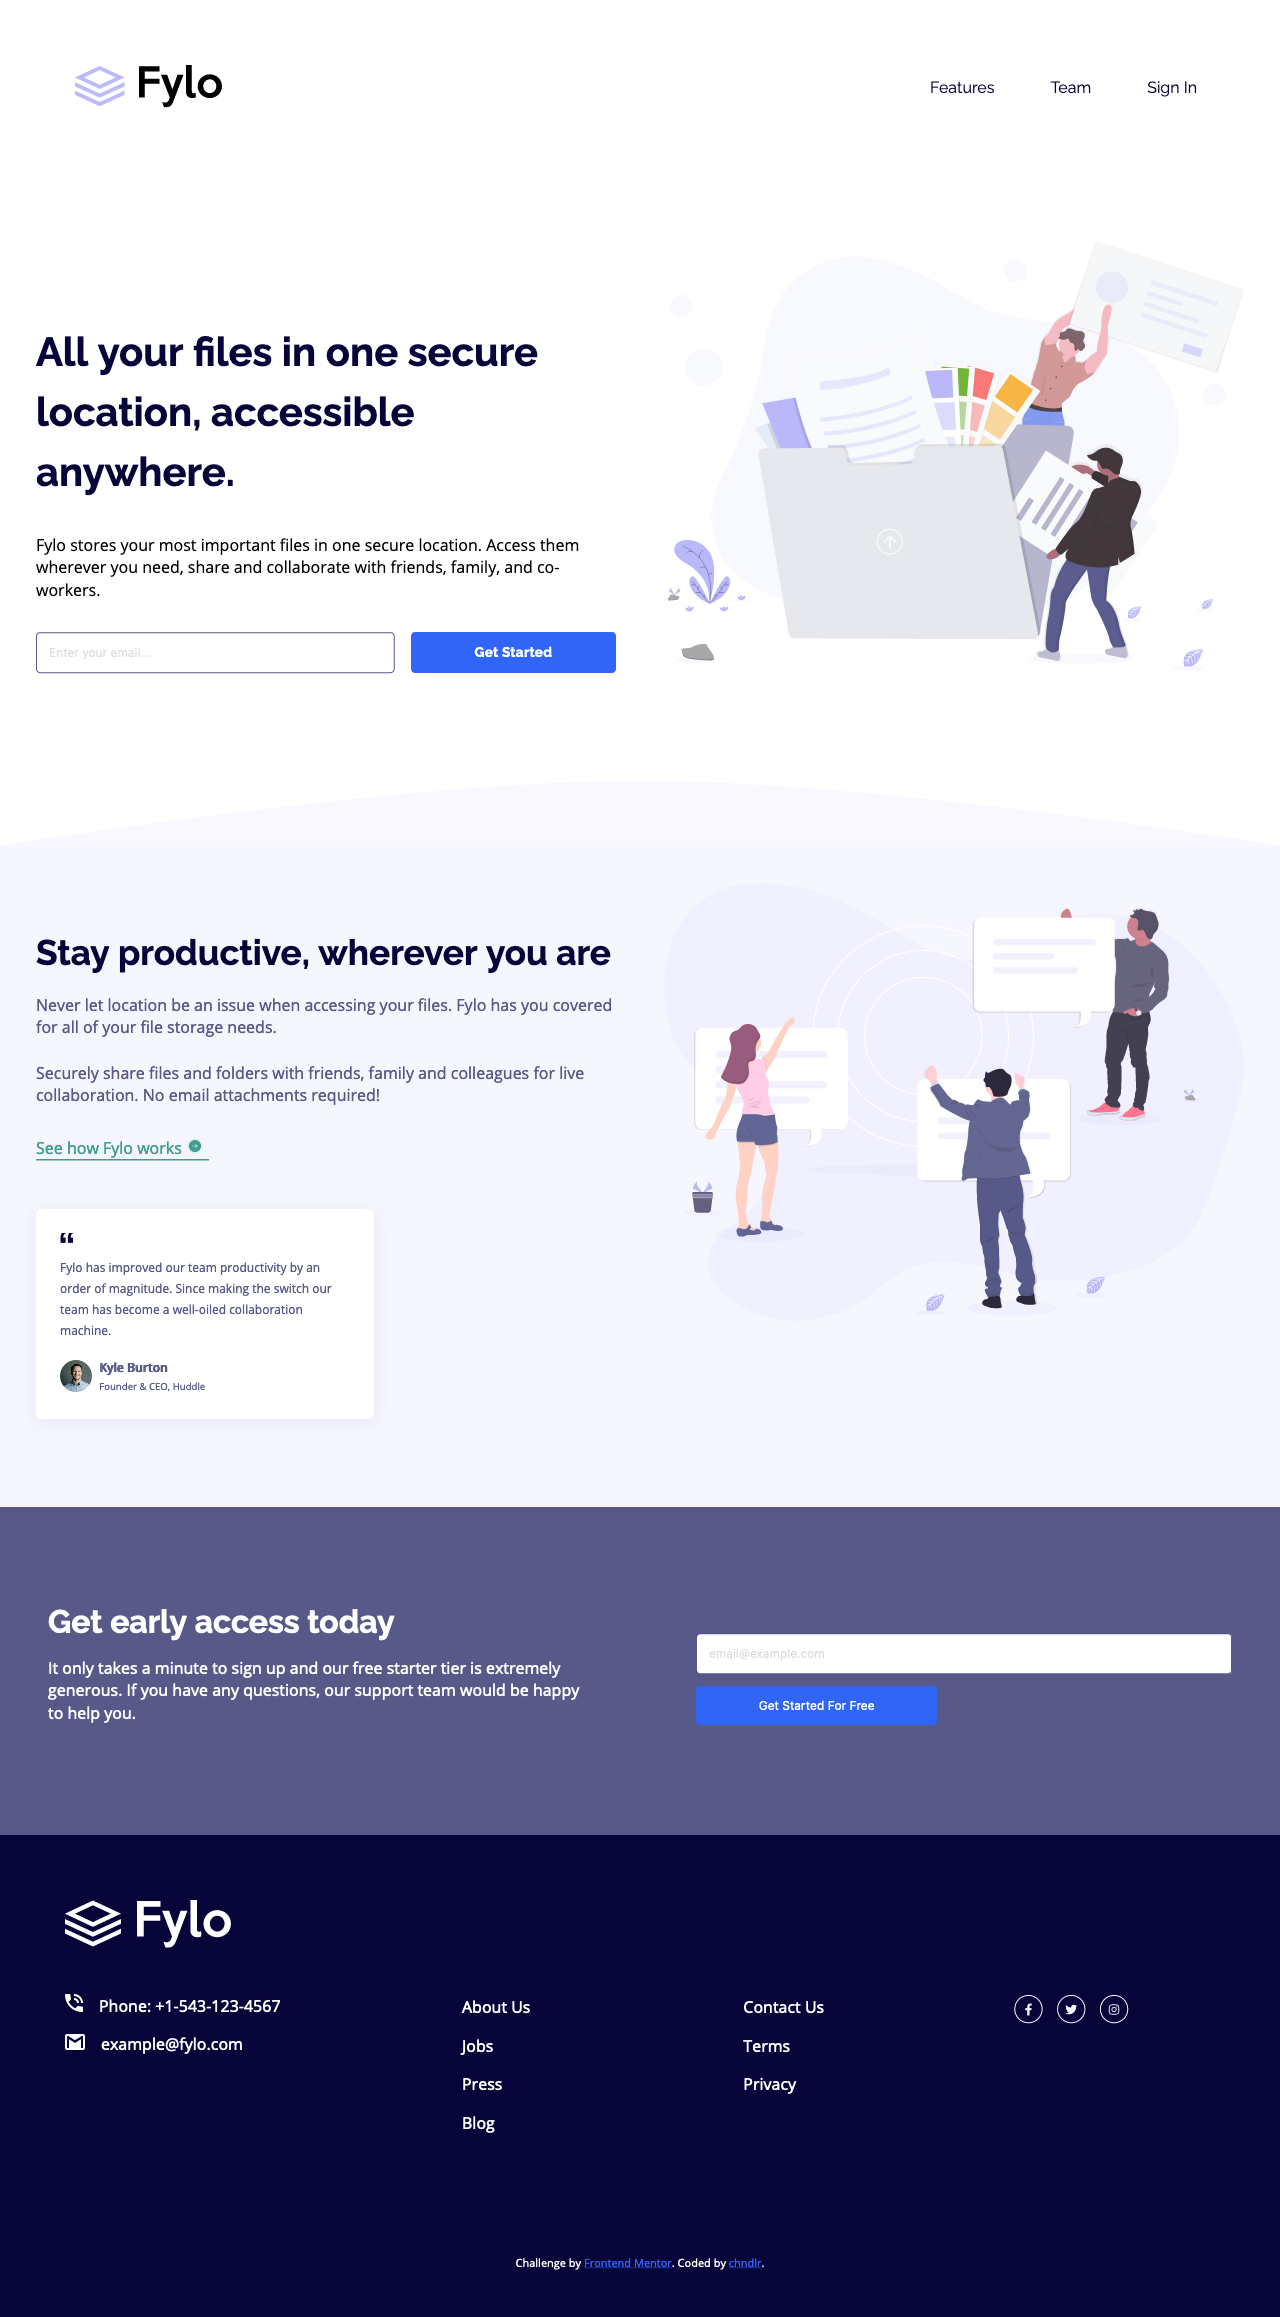 Fylo
Features
Team
Sign In
All your files in one secure
location, accessible
anywhere.
Fylo stores your most important files in one secure location. Access them
wherever you need, share and collaborate with friends, family, and co-
workers.
Enter your email...
Get Started
Stay productive, wherever you are
Never let location be an issue when accessing your files. Fylo has you covered
for all of your file storage needs.
Securely share files and folders with friends, family and colleagues for live
collaboration. No email attachments required!
See how Fylo works
“
Fylo has improved our team productivity by an
order of magnitude. Since making the switch our
team has become a well-oiled collaboration
machine.
Kyle Burton
Founder & CEO, Huddle
Get early access today
It only takes a minute to sign up and our free starter tier is extremely
generous. If you have any questions, our support team would be happy
to help you.
email@example.com
Get Started For Free
Fylo
Phone: +1-543-123-4567
example@fylo.com
About Us
Jobs
Press
Blog
Contact Us
Terms
Privacy
Challenge by Frontend Mentor. Coded by chndlr.